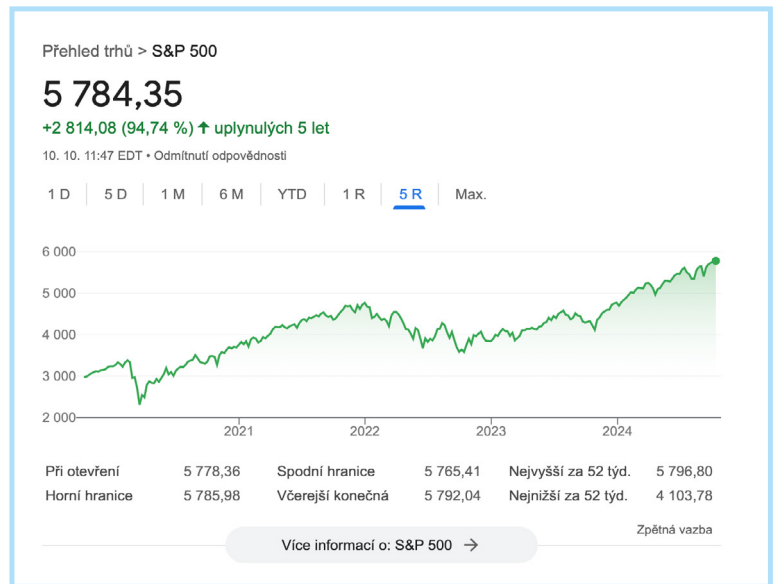 Přehled trhů > S&P 500
5 784,35
+2 814,08 (94,74 %) ↑ uplynulých 5 let
10. 10. 11:47 EDT • Odmítnutí odpovědnosti
1 D 5 D 1 M 6 M YTD 1 R 5 R Max.
6 000
5 000
4 000
3 000
2 000
2021 2022 2023 2024
Při otevření 5 778,36 Spodní hranice 5 765,41 Nejvyšší za 52 týd. 5 796,80
Horní hranice 5 785,98 Včerejší konečná 5 792,04 Nejnižší za 52 týd. 4 103,78
Zpětná vazba
Více informací o: S&P 500 →